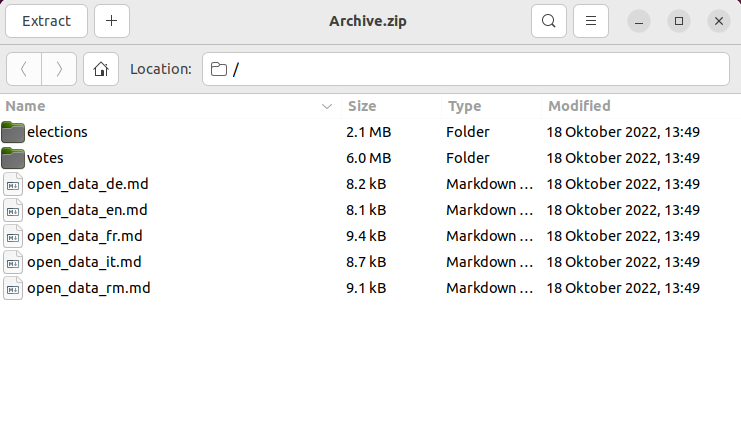 Extract Archive.zip
Location: /
Name Size Type Modified
elections 2.1 MB Folder 18 Oktober 2022, 13:49
votes 6.0 MB Folder 18 Oktober 2022, 13:49
open_data_de.md 8.2 kB Markdown ... 18 Oktober 2022, 13:49
open_data_en.md 8.1 kB Markdown ... 18 Oktober 2022, 13:49
open_data_fr.md 9.4 kB Markdown ... 18 Oktober 2022, 13:49
open_data_it.md 8.7 kB Markdown ... 18 Oktober 2022, 13:49
open_data_rm.md 9.1 kB Markdown ... 18 Oktober 2022, 13:49